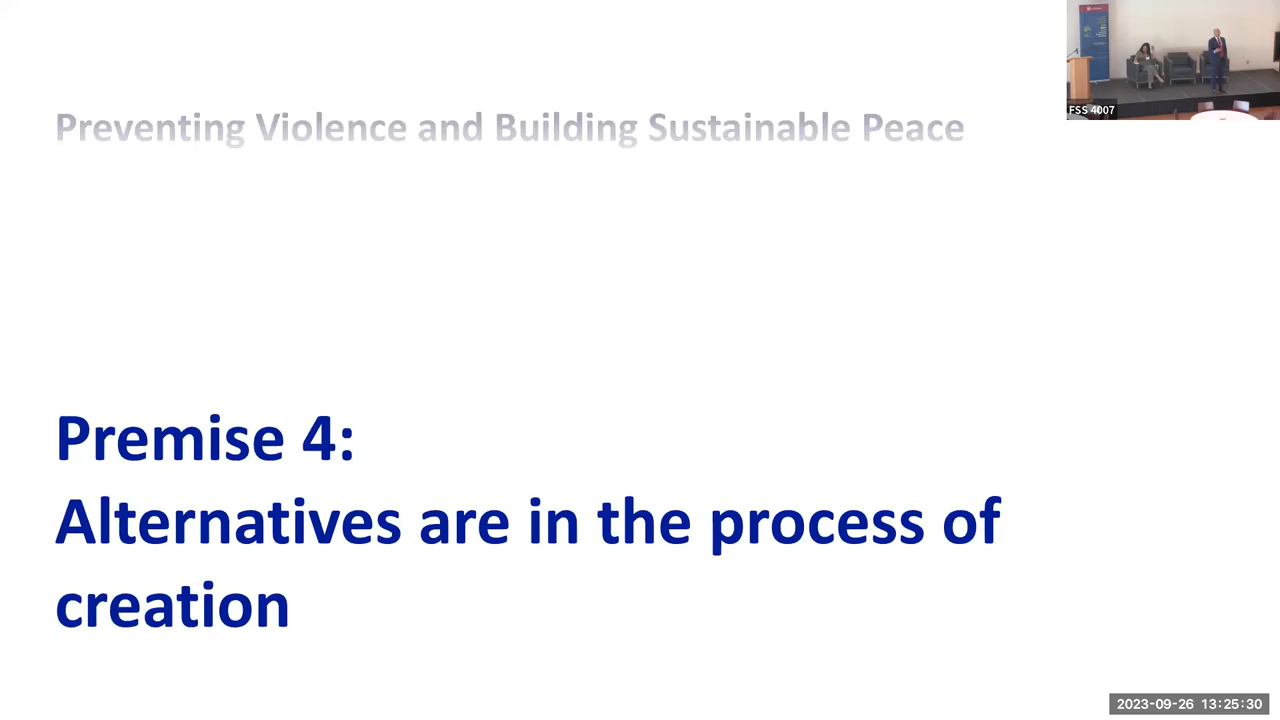 Preventing Violence and Building Sustainable Peace
FSS 4007
Premise 4:
Alternatives are in the process of
creation
2023-09-26 13:25:30